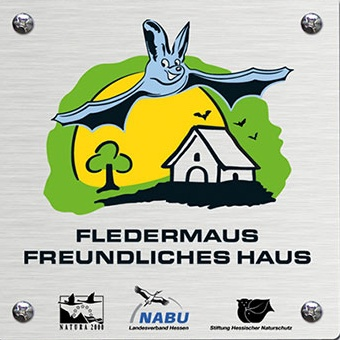 FLEDERMAUS
FREUNDLICHES HAUS
NATURA 2000
NABU
Landesverband Hessen
Stiftung Hessischer Naturschutz